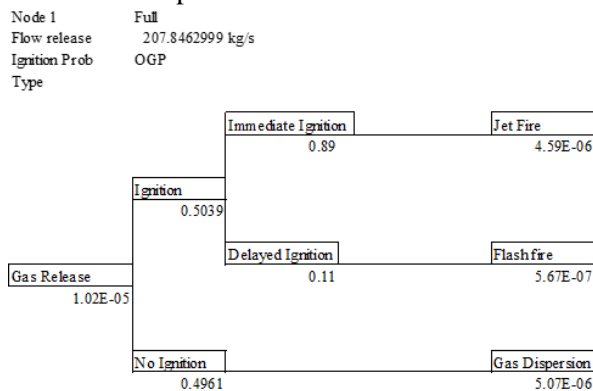 Node 1 Full
Flow release 207.8462999 kg/s
Ignition Prob OGP
Type
Immediate Ignition Jet Fire
0.89 4.59E-06
Ignition
0.5039
Delayed Ignition Flashfire
Gas Release 0.11 5.67E-07
1.02E-05
No Ignition Gas Dispersion
0.4961 5.07E-06